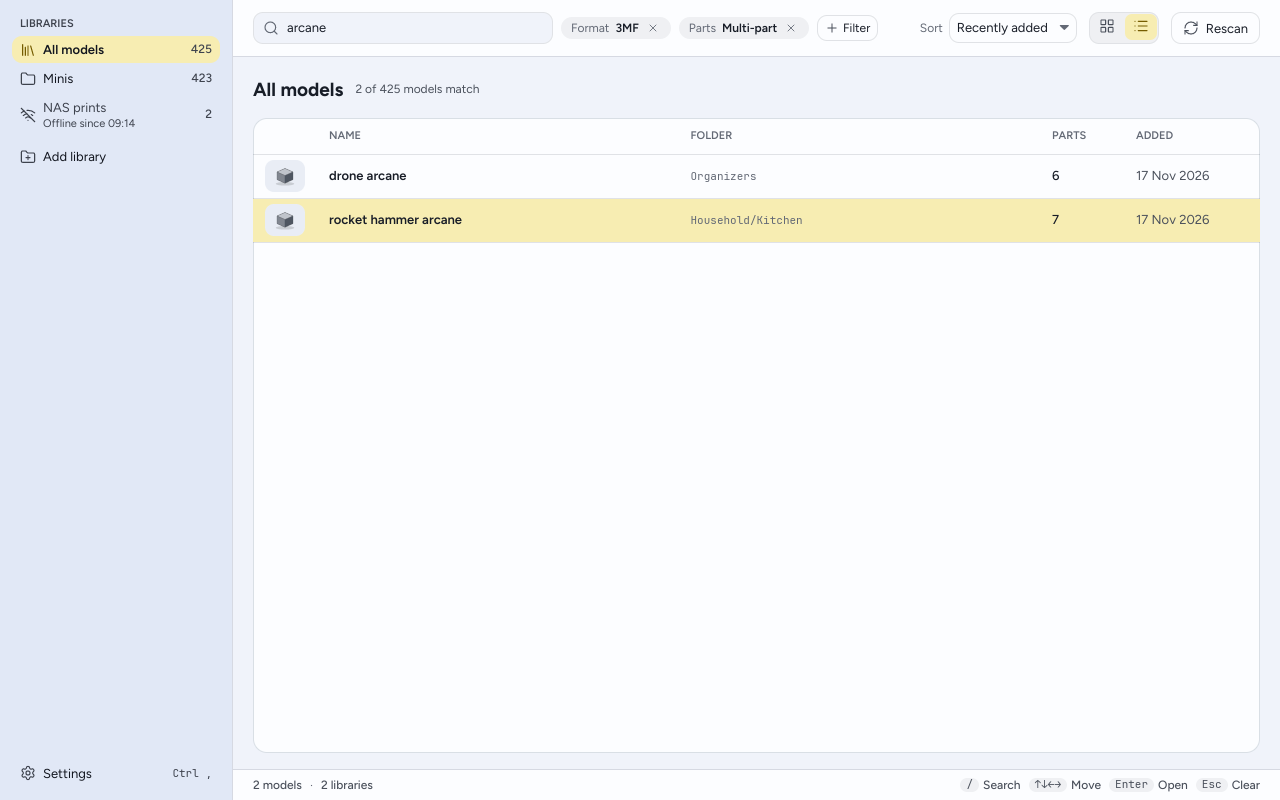 LIBRARIES
All models 425
Minis 423
NAS prints 2
Offline since 09:14
Add library
Settings Ctrl ,
arcane
Format 3MF
Parts Multi-part
Filter
Sort Recently added
Rescan
All models 2 of 425 models match
NAME FOLDER PARTS ADDED
drone arcane Organizers 6 17 Nov 2026
rocket hammer arcane Household/Kitchen 7 17 Nov 2026
2 models · 2 libraries
/ Search ↑↓←→ Move Enter Open Esc Clear